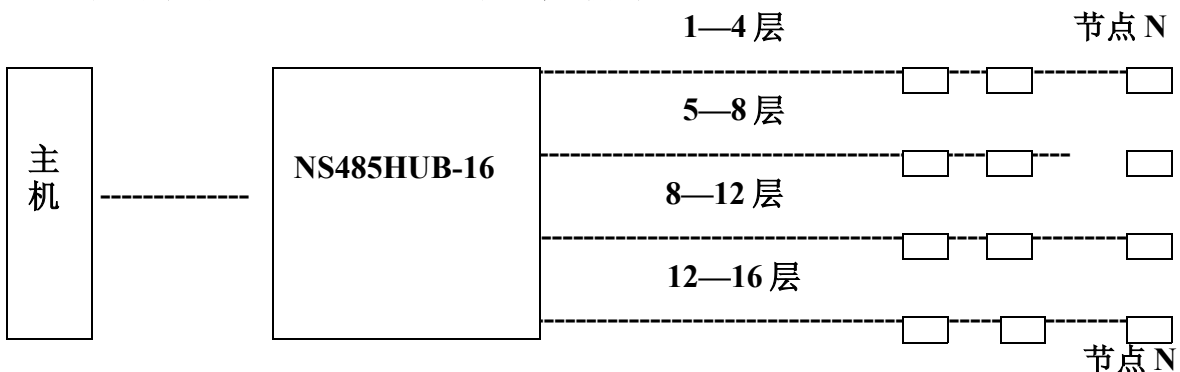 1—4 层
节点 N
5—8 层
主机
NS485HUB-16
8—12 层
12—16 层
节点 N